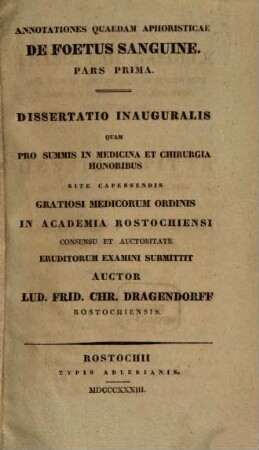 ANNOTATIONES QUAEDAM APHORISTICAE
DE FOETUS SANGUINE.
PARS PRIMA.
DISSERTATIO INAUGURALIS
QUAM
PRO SUMMIS IN MEDICINA ET CHIRURGIA
HONORIBUS
RITE CAPESSENDIS
GRATIOSI MEDICORUM ORDINIS
IN ACADEMIA ROSTOCHIENSI
CONSENSU ET AUCTORITATE
ERUDITORUM EXAMINI SUBMITTIT
AUCTOR
LUD. FRID. CHR. DRAGENDORFF
ROSTOCHIENSIS.
ROSTOCHII
TYPIS ADLERIANIS,
MDCCCXXXIII.